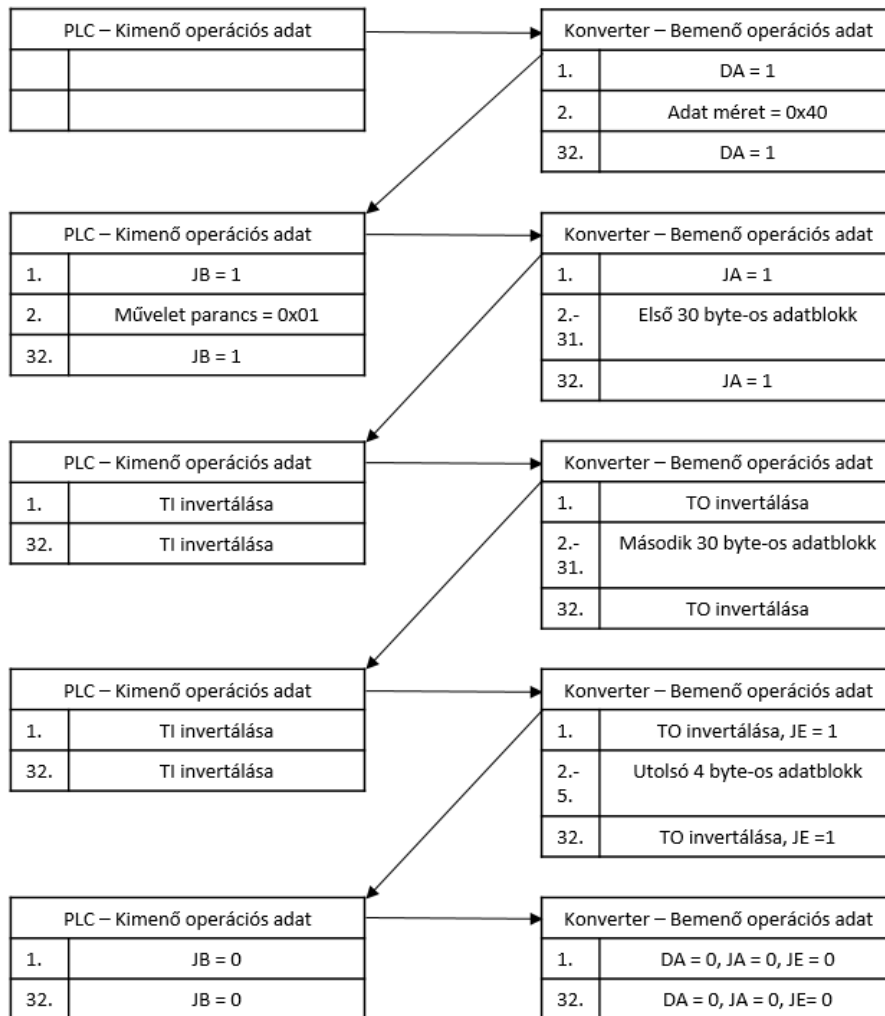 PLC – Kimenő operációs adat
Konverter – Bemenő operációs adat
1. DA = 1
2. Adat méret = 0x40
32. DA = 1
PLC – Kimenő operációs adat
1. JB = 1
2. Művelet parancs = 0x01
32. JB = 1
Konverter – Bemenő operációs adat
1. JA = 1
2.- Első 30 byte-os adatblokk
31.
32. JA = 1
PLC – Kimenő operációs adat
1. TI invertálása
32. TI invertálása
Konverter – Bemenő operációs adat
1. TO invertálása
2.- Második 30 byte-os adatblokk
31.
32. TO invertálása
PLC – Kimenő operációs adat
1. TI invertálása
32. TI invertálása
Konverter – Bemenő operációs adat
1. TO invertálása, JE = 1
2.- Utolsó 4 byte-os adatblokk
5.
32. TO invertálása, JE =1
PLC – Kimenő operációs adat
1. JB = 0
32. JB = 0
Konverter – Bemenő operációs adat
1. DA = 0, JA = 0, JE = 0
32. DA = 0, JA = 0, JE= 0